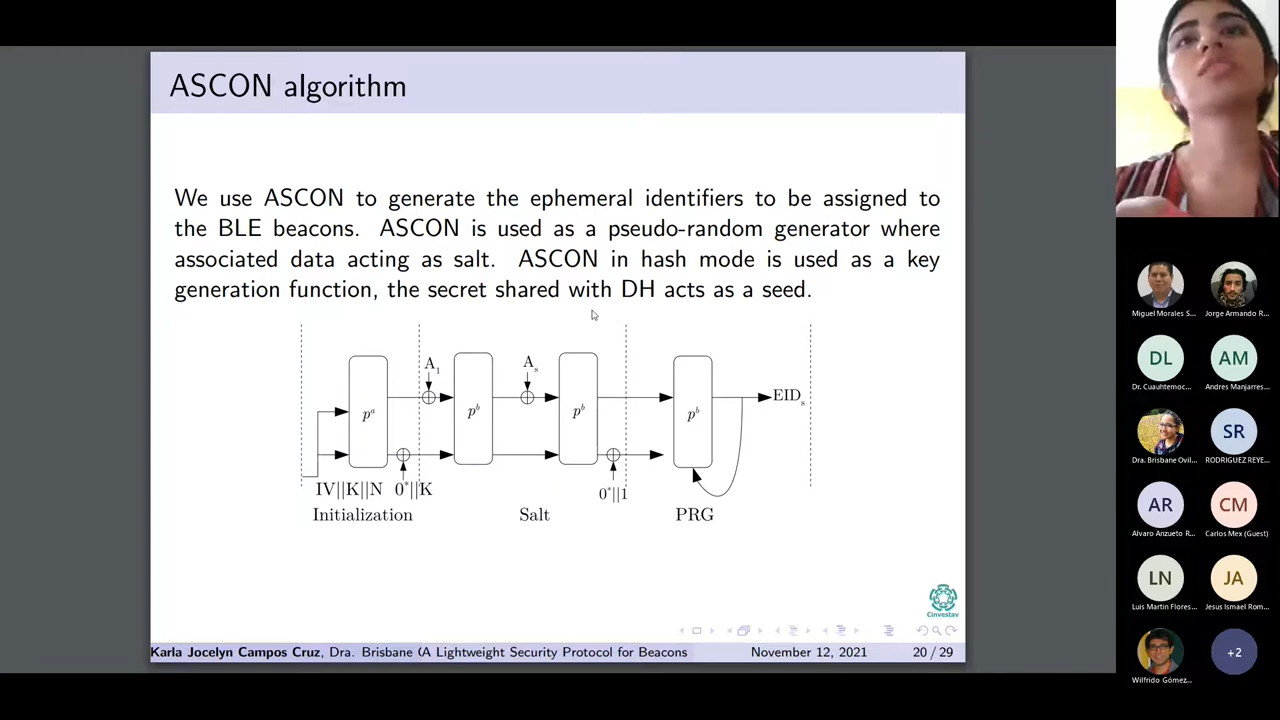 ASCON algorithm
We use ASCON to generate the ephemeral identifiers to be assigned to
the BLE beacons. ASCON is used as a pseudo-random generator where
associated data acting as salt. ASCON in hash mode is used as a key
generation function, the secret shared with DH acts as a seed.
A₁
Aₛ
pᵃ
pᵇ
pᵇ
pᵇ
EIDₛ
IV||K||N
0*||K
0*||1
Initialization
Salt
PRG
Cinvestav
Karla Jocelyn Campos Cruz, Dra. Brisbane (A Lightweight Security Protocol for Beacons
November 12, 2021
20 / 29
Miguel Morales S...
Jorge Armando R...
DL
AM
Dr. Cuauhtemoc...
Andres Manjarres...
SR
Dra. Brisbane Ovil...
RODRIGUEZ REYE...
AR
CM
Alvaro Anzueto R...
Carlos Mex (Guest)
LN
JA
Luis Martin Flores...
Jesus Ismael Rom...
+2
Wilfrido Gómez...